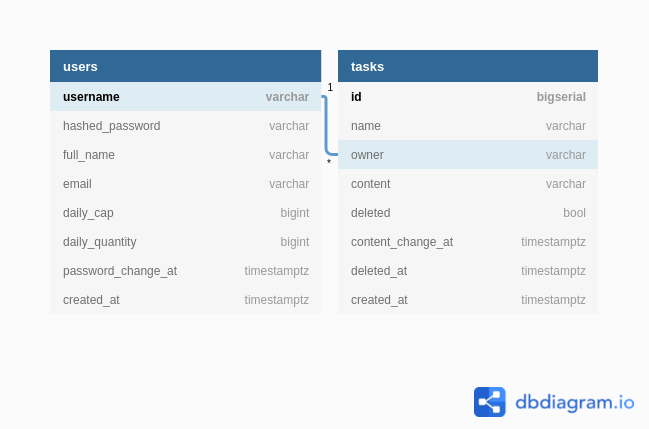 users
username varchar
hashed_password varchar
full_name varchar
email varchar
daily_cap bigint
daily_quantity bigint
password_change_at timestamptz
created_at timestamptz
1
*
tasks
id bigserial
name varchar
owner varchar
content varchar
deleted bool
content_change_at timestamptz
deleted_at timestamptz
created_at timestamptz
dbdiagram.io